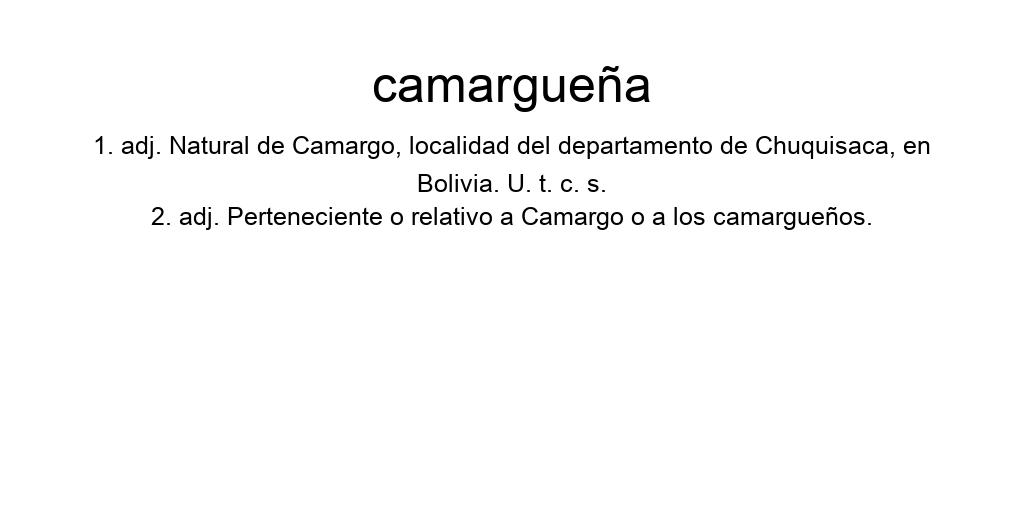 camargueña
1. adj. Natural de Camargo, localidad del departamento de Chuquisaca, en
Bolivia. U. t. c. s.
2. adj. Perteneciente o relativo a Camargo o a los camargueños.